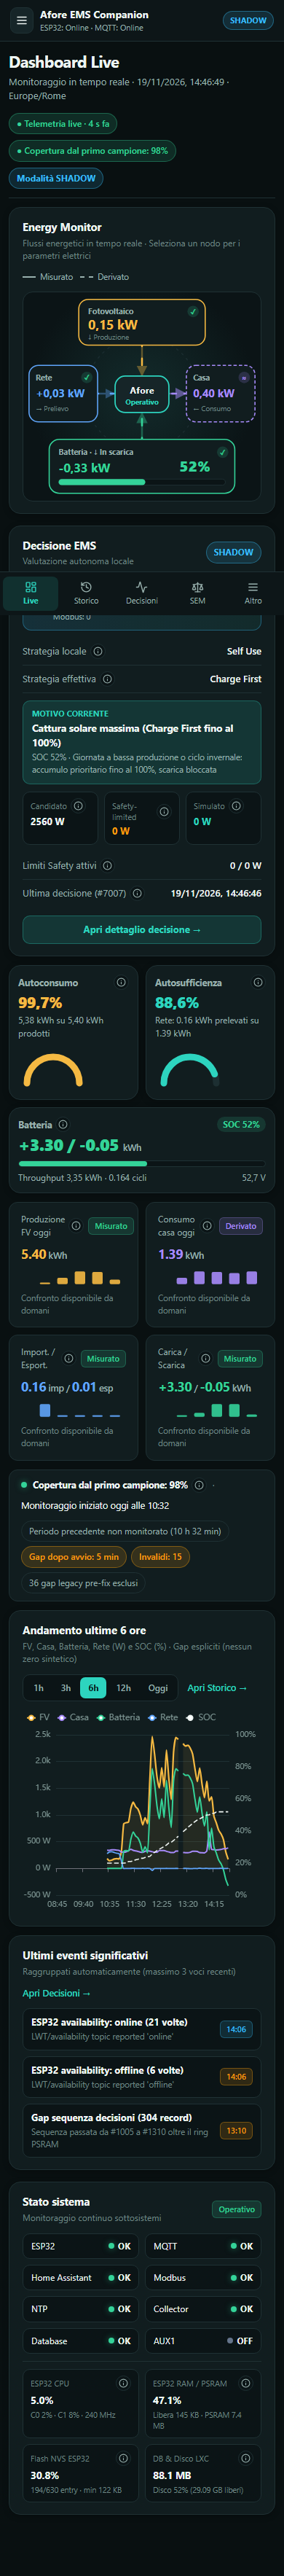 Afore EMS Companion
ESP32: Online · MQTT: Online
SHADOW
Dashboard Live
Monitoraggio in tempo reale · 19/11/2026, 14:46:49 ·
Europe/Rome
● Telemetria live · 4 s fa
● Copertura dal primo campione: 98%
Modalità SHADOW
Energy Monitor
Flussi energetici in tempo reale · Seleziona un nodo per i
parametri elettrici
Misurato
Derivato
Fotovoltaico
0,15 kW
↓ Produzione
Rete
+0,03 kW
→ Prelievo
Afore
Operativo
Casa
0,40 kW
← Consumo
Batteria · ↓ In scarica
-0,33 kW
52%
Decisione EMS
Valutazione autonoma locale
SHADOW
Live
Storico
Decisioni
SEM
Altro
Modbus: 0
Strategia locale
Self Use
Strategia effettiva
Charge First
MOTIVO CORRENTE
Cattura solare massima (Charge First fino al
100%)
SOC 52% · Giornata a bassa produzione o ciclo invernale:
accumulo prioritario fino al 100%, scarica bloccata
Candidato
2560 W
Safety-
limited
0 W
Simulato
0 W
Limiti Safety attivi
0 / 0 W
Ultima decisione (#7007)
19/11/2026, 14:46:46
Apri dettaglio decisione →
Autoconsumo
99,7%
5,38 kWh su 5,40 kWh
prodotti
Autosufficienza
88,6%
Rete: 0.16 kWh prelevati su
1.39 kWh
Batteria
SOC 52%
+3.30 / -0.05 kWh
Throughput 3,35 kWh · 0.164 cicli
52,7 V
Produzione
FV oggi
Misurato
5.40 kWh
Confronto disponibile da
domani
Consumo
casa oggi
Derivato
1.39 kWh
Confronto disponibile da
domani
Import. /
Esport.
Misurato
0.16 imp / 0.01 esp
Confronto disponibile da
domani
Carica /
Scarica
Misurato
+3.30 / -0.05 kWh
Confronto disponibile da
domani
Copertura dal primo campione: 98%
·
Monitoraggio iniziato oggi alle 10:32
Periodo precedente non monitorato (10 h 32 min)
Gap dopo avvio: 5 min
Invalidi: 15
36 gap legacy pre-fix esclusi
Andamento ultime 6 ore
FV, Casa, Batteria, Rete (W) e SOC (%) · Gap espliciti (nessun
zero sintetico)
1h
3h
6h
12h
Oggi
Apri Storico →
FV
Casa
Batteria
Rete
SOC
2.5k
2.0k
1.5k
1.0k
500 W
0 W
-500 W
100%
80%
60%
40%
20%
0%
08:45 09:40 10:35 11:30 12:25 13:20 14:15
Ultimi eventi significativi
Raggruppati automaticamente (massimo 3 voci recenti)
Apri Decisioni →
ESP32 availability: online (21 volte)
LWT/availability topic reported 'online'
14:06
ESP32 availability: offline (6 volte)
LWT/availability topic reported 'offline'
14:06
Gap sequenza decisioni (304 record)
Sequenza passata da #1005 a #1310 oltre il ring
PSRAM
13:10
Stato sistema
Monitoraggio continuo sottosistemi
Operativo
ESP32
OK
MQTT
OK
Home Assistant
OK
Modbus
OK
NTP
OK
Collector
OK
Database
OK
AUX1
OFF
ESP32 CPU
5.0%
C0 2% · C1 8% · 240 MHz
ESP32 RAM / PSRAM
47.1%
Libera 145 KB · PSRAM 7.4
MB
Flash NVS ESP32
30.8%
194/630 entry · min 122 KB
DB & Disco LXC
88.1 MB
Disco 52% (29.09 GB liberi)